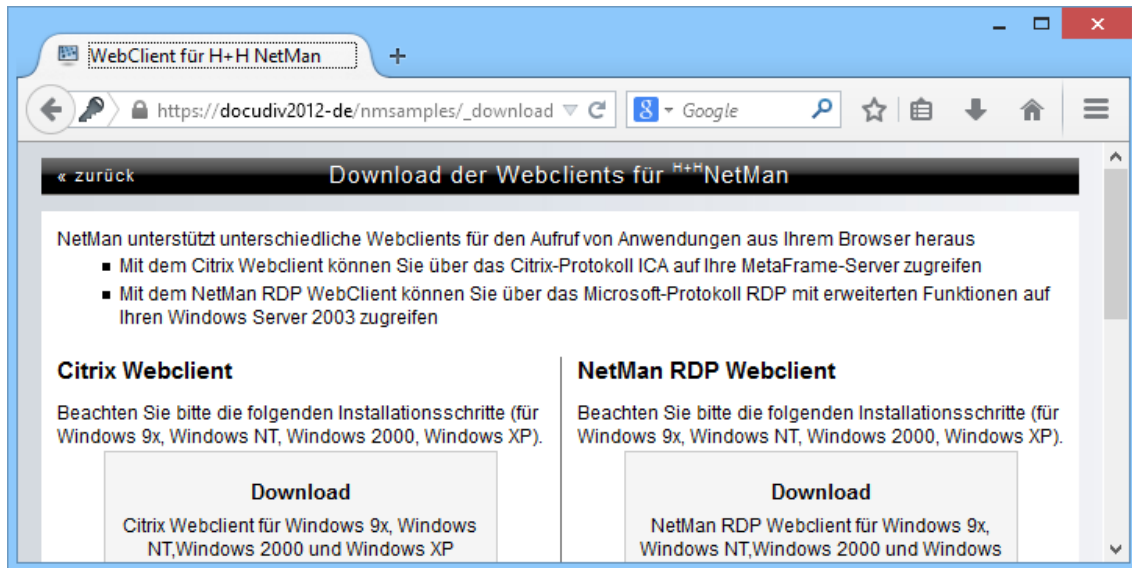 WebClient für H+H NetMan
https://docudiv2012-de/nmsamples/_download
Google
« zurück
Download der Webclients für H+H NetMan
NetMan unterstützt unterschiedliche Webclients für den Aufruf von Anwendungen aus Ihrem Browser heraus
Mit dem Citrix Webclient können Sie über das Citrix-Protokoll ICA auf Ihre MetaFrame-Server zugreifen
Mit dem NetMan RDP WebClient können Sie über das Microsoft-Protokoll RDP mit erweiterten Funktionen auf
Ihren Windows Server 2003 zugreifen
Citrix Webclient
Beachten Sie bitte die folgenden Installationsschritte (für
Windows 9x, Windows NT, Windows 2000, Windows XP).
Download
Citrix Webclient für Windows 9x, Windows
NT,Windows 2000 und Windows XP
NetMan RDP Webclient
Beachten Sie bitte die folgenden Installationsschritte (für
Windows 9x, Windows NT, Windows 2000, Windows XP).
Download
NetMan RDP Webclient für Windows 9x,
Windows NT,Windows 2000 und Windows